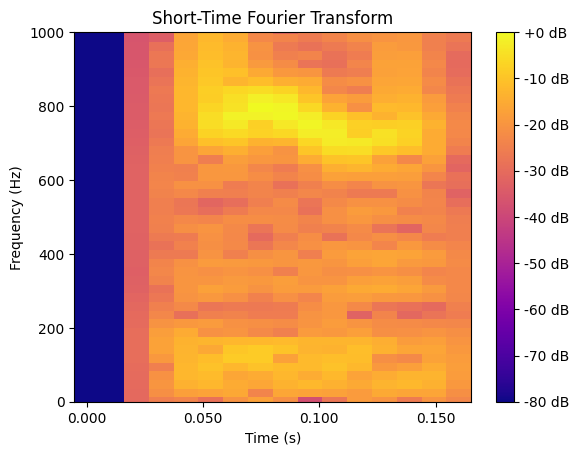 Short-Time Fourier Transform
1000
800
600
400
200
0
Frequency (Hz)
0.000
0.050
0.100
0.150
Time (s)
+0 dB
-10 dB
-20 dB
-30 dB
-40 dB
-50 dB
-60 dB
-70 dB
-80 dB